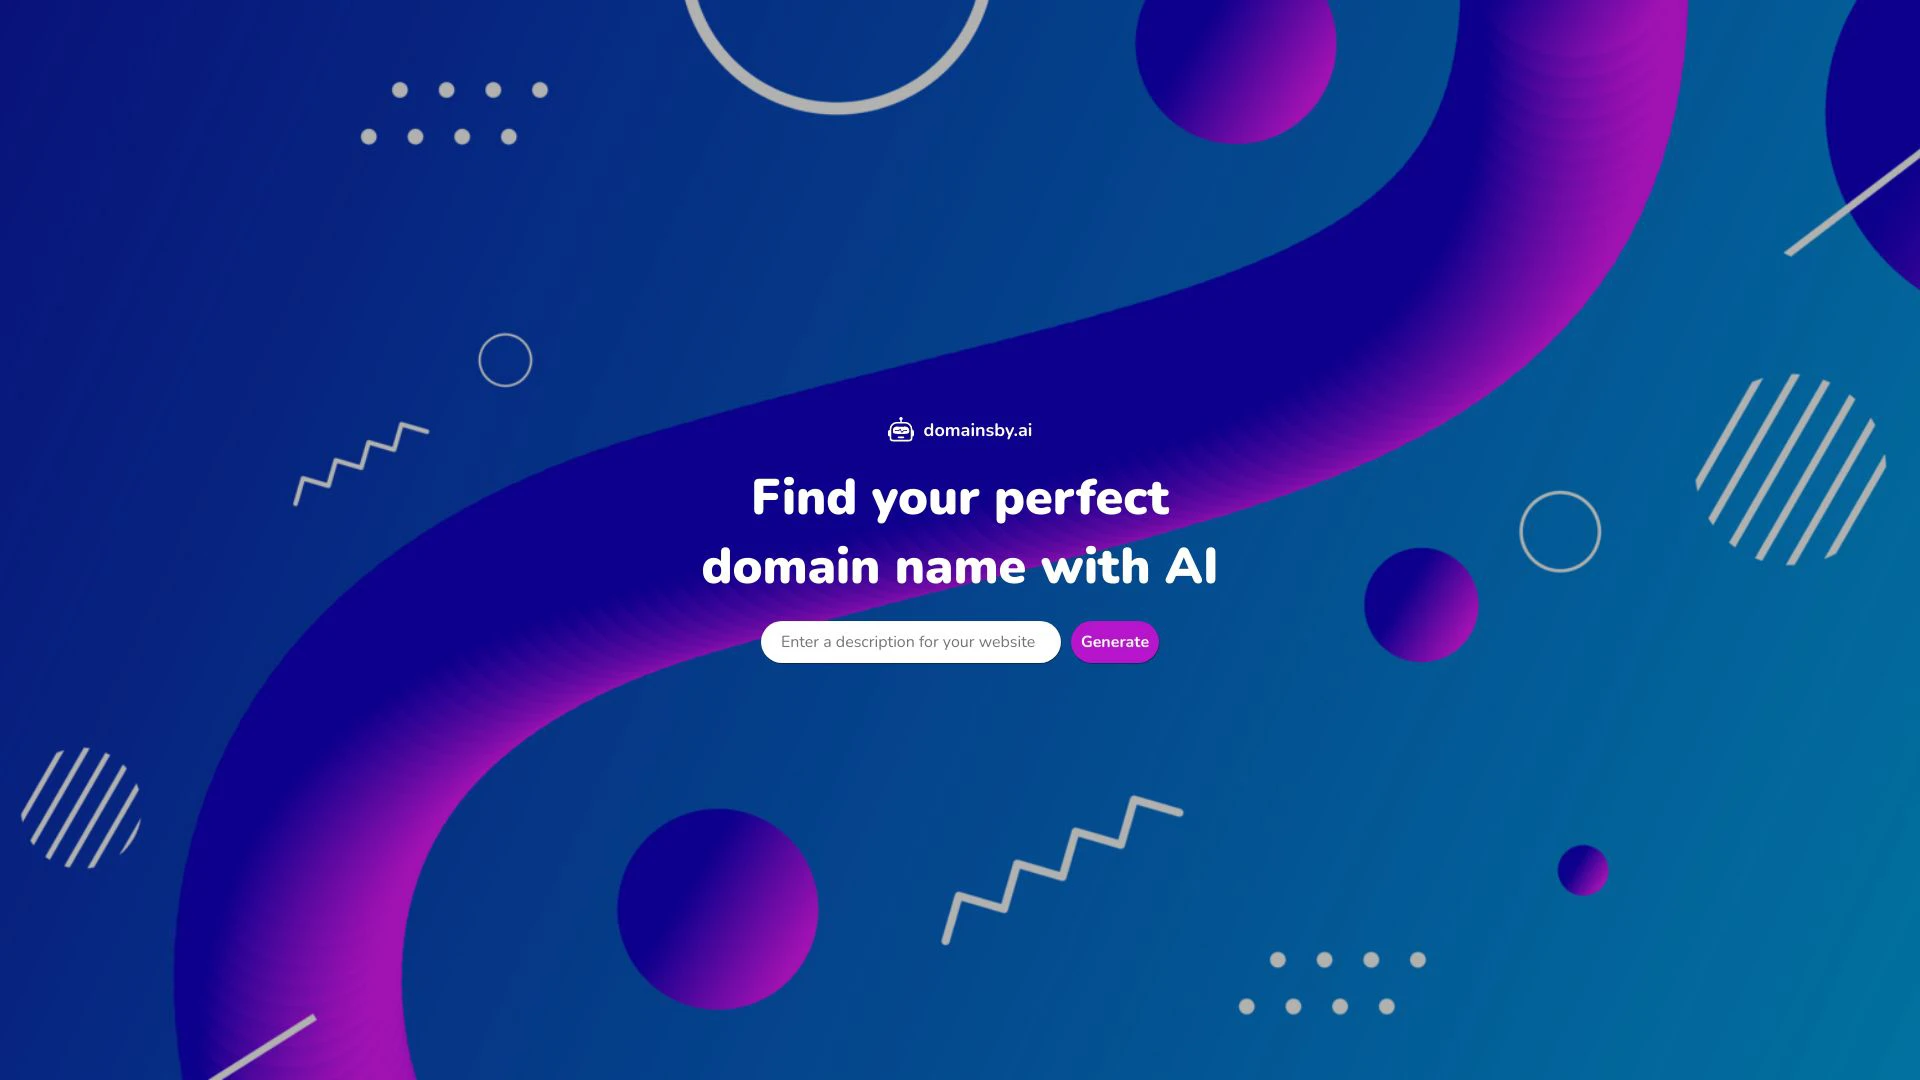 domainsby.ai
Find your perfect
domain name with AI
Enter a description for your website
Generate